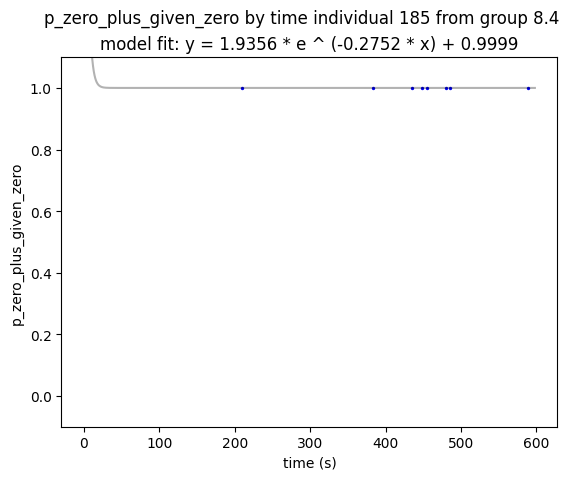 p_zero_plus_given_zero by time individual 185 from group 8.4
model fit: y = 1.9356 * e ^ (-0.2752 * x) + 0.9999
1.0
0.8
0.6
0.4
0.2
0.0
p_zero_plus_given_zero
0 100 200 300 400 500 600
time (s)